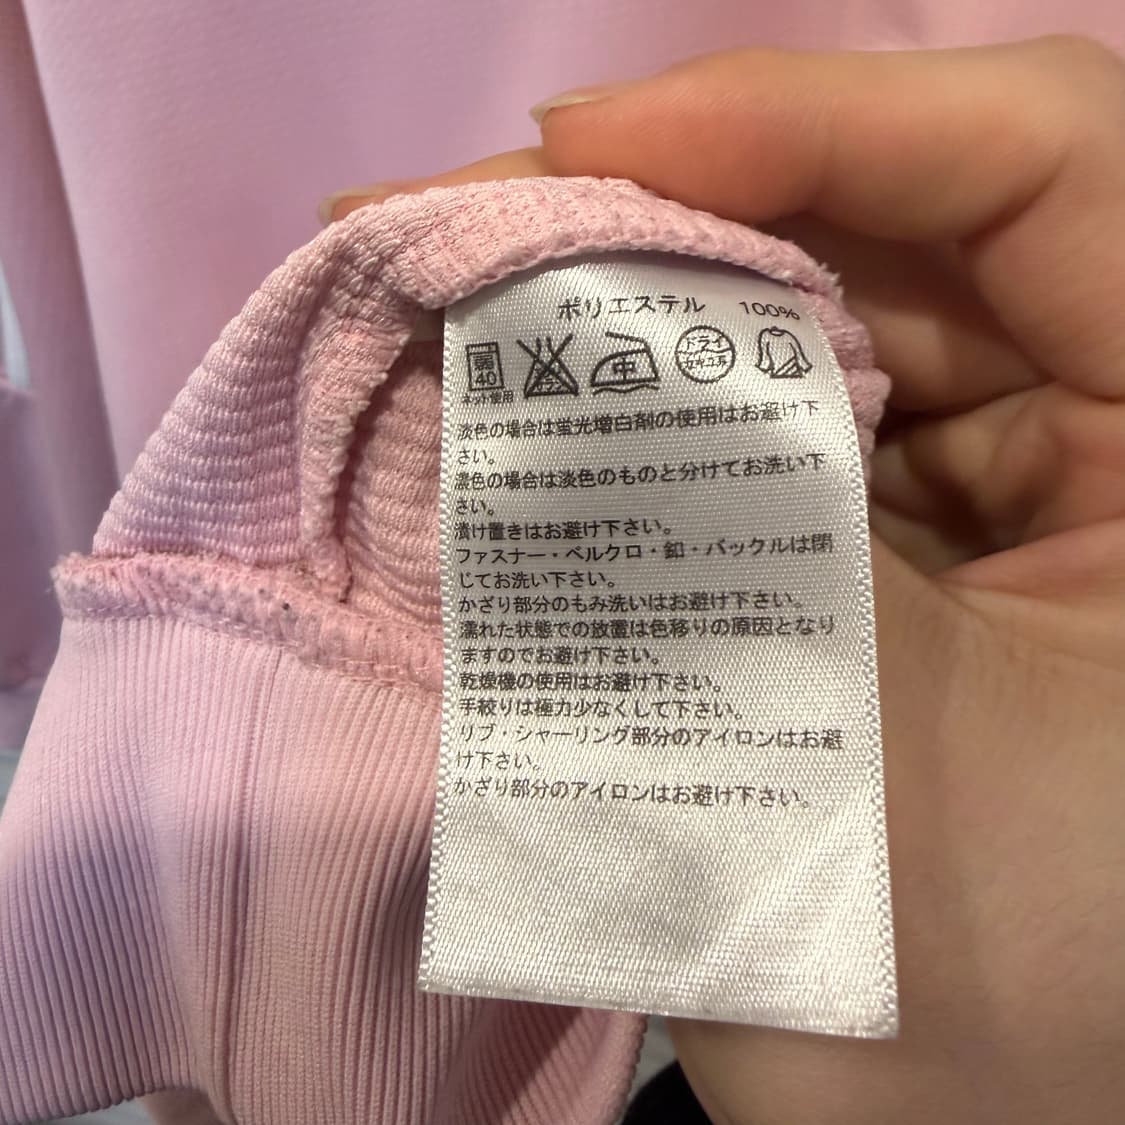 ポリエステル 100%
弱
40
ネット使用
中
ドライ
セキユ系
淡色の場合は蛍光増白剤の使用はお避け下
さい。
濃色の場合は淡色のものと分けてお洗い下
さい。
漬け置きはお避け下さい。
ファスナー・ベルクロ・釦・バックルは閉
じてお洗い下さい。
かざり部分のもみ洗いはお避け下さい。
濡れた状態での放置は色移りの原因となり
ますのでお避け下さい。
乾燥機の使用はお避け下さい。
手絞りは極力少なくして下さい。
リブ・シャーリング部分のアイロンはお避
け下さい。
かざり部分のアイロンはお避け下さい。